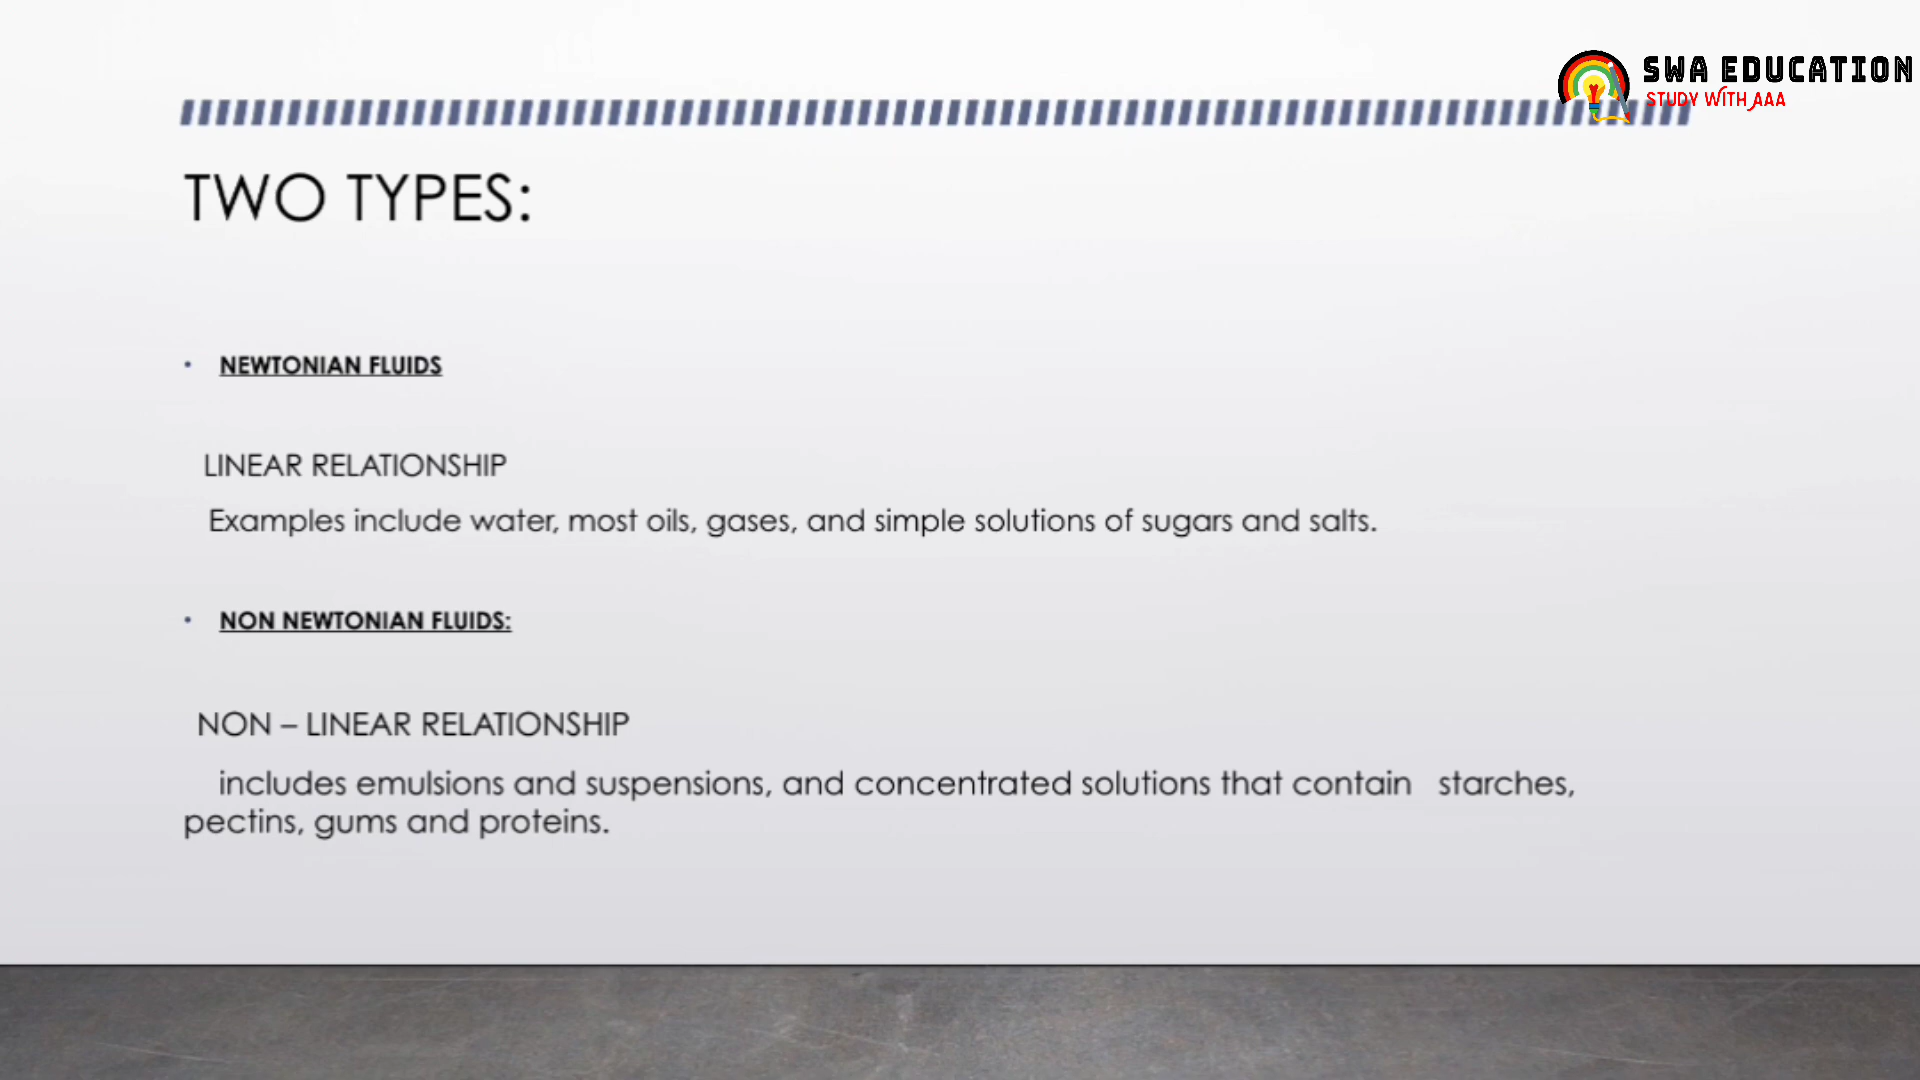 SWA EDUCATION
STUDY WITH AAA
TWO TYPES:
• NEWTONIAN FLUIDS
LINEAR RELATIONSHIP
Examples include water, most oils, gases, and simple solutions of sugars and salts.
• NON NEWTONIAN FLUIDS:
NON – LINEAR RELATIONSHIP
includes emulsions and suspensions, and concentrated solutions that contain starches,
pectins, gums and proteins.